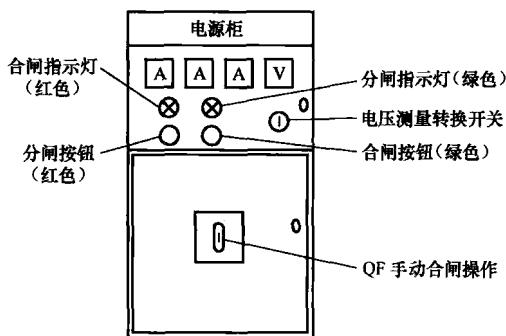 电源柜
A A A V
合闸指示灯
(红色)
分闸指示灯(绿色)
电压测量转换开关
分闸按钮
(红色)
合闸按钮(绿色)
QF 手动合闸操作